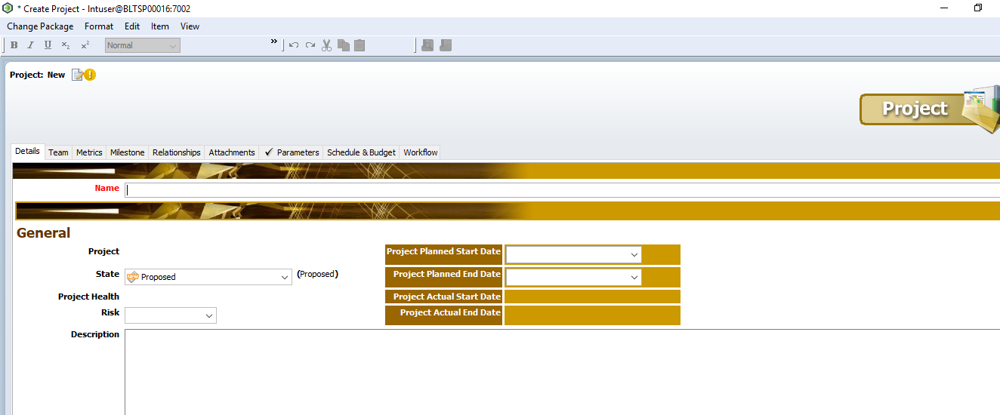 * Create Project - Intuser@BLTSP00016:7002
Change Package Format Edit Item View
B I U x₂ x² Normal »
Project: New
Project
Details Team Metrics Milestone Relationships Attachments ✓ Parameters Schedule & Budget Workflow
Name
General
Project Project Planned Start Date
State NEW Proposed (Proposed) Project Planned End Date
Project Health Project Actual Start Date
Risk Project Actual End Date
Description